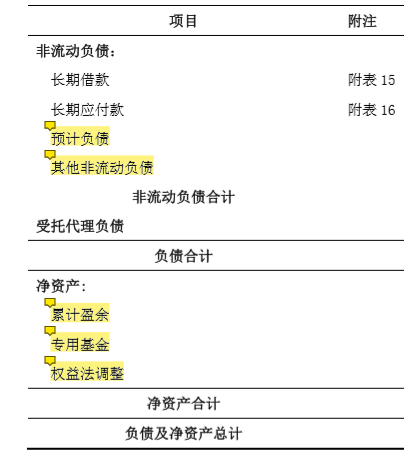 项目 附注
非流动负债：
长期借款 附表 15
长期应付款 附表 16
预计负债
其他非流动负债
非流动负债合计
受托代理负债
负债合计
净资产：
累计盈余
专用基金
权益法调整
净资产合计
负债及净资产总计